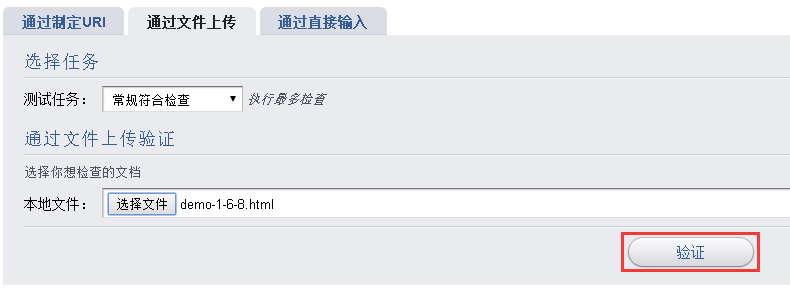 通过制定URI 通过文件上传 通过直接输入
选择任务
测试任务： 常规符合检查 执行最多检查
通过文件上传验证
选择你想检查的文档
本地文件： 选择文件 demo-1-6-8.html
验证